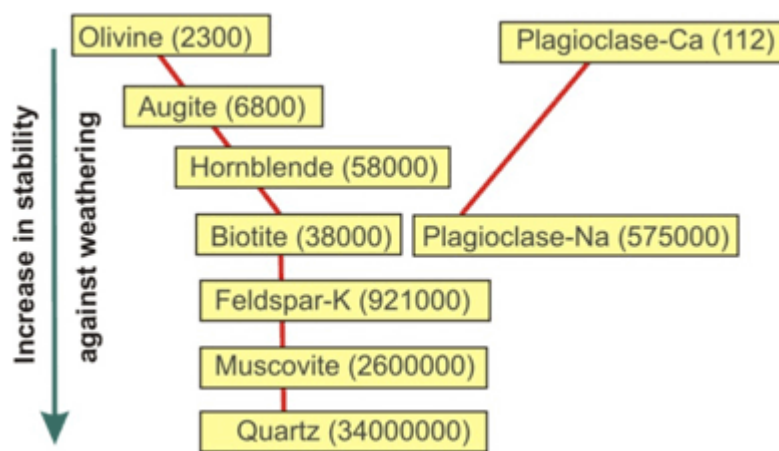 Olivine (2300)
Plagioclase-Ca (112)
Augite (6800)
Hornblende (58000)
Biotite (38000)
Plagioclase-Na (575000)
Feldspar-K (921000)
Muscovite (2600000)
Quartz (34000000)
Increase in stability
against weathering